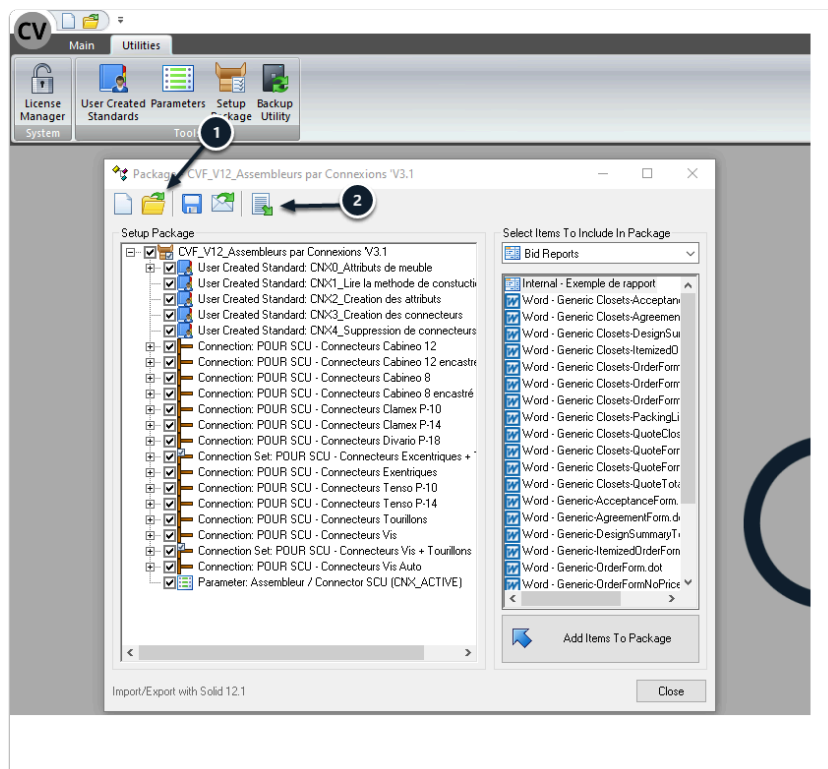 CV
Main
Utilities
License Manager
User Created Standards
Parameters
Setup Package
Backup Utility
System
Tools
1
Package - CVF_V12_Assembleurs par Connexions 'V3.1
2
Setup Package
CVF_V12_Assembleurs par Connexions 'V3.1
User Created Standard: CNX0_Attributs de meuble
User Created Standard: CNX1_Lire la methode de constucti
User Created Standard: CNX2_Creation des attributs
User Created Standard: CNX3_Creation des connecteurs
User Created Standard: CNX4_Suppression de connecteurs
Connection: POUR SCU - Connecteurs Cabineo 12
Connection: POUR SCU - Connecteurs Cabineo 12 encastré
Connection: POUR SCU - Connecteurs Cabineo 8
Connection: POUR SCU - Connecteurs Cabineo 8 encastré
Connection: POUR SCU - Connecteurs Clamex P-10
Connection: POUR SCU - Connecteurs Clamex P-14
Connection: POUR SCU - Connecteurs Divario P-18
Connection Set: POUR SCU - Connecteurs Excentriques +
Connection: POUR SCU - Connecteurs Exentriques
Connection: POUR SCU - Connecteurs Tenso P-10
Connection: POUR SCU - Connecteurs Tenso P-14
Connection: POUR SCU - Connecteurs Tourillons
Connection: POUR SCU - Connecteurs Vis
Connection Set: POUR SCU - Connecteurs Vis + Tourillons
Connection: POUR SCU - Connecteurs Vis Auto
Parameter: Assembleur / Connector SCU (CNX_ACTIVE)
Select Items To Include In Package
Bid Reports
Internal - Exemple de rapport
Word - Generic Closets-Acceptan
Word - Generic Closets-Agreemen
Word - Generic Closets-DesignSu
Word - Generic Closets-ItemizedO
Word - Generic Closets-OrderForm
Word - Generic Closets-OrderForm
Word - Generic Closets-OrderForm
Word - Generic Closets-PackingLi
Word - Generic Closets-QuoteClos
Word - Generic Closets-QuoteForr
Word - Generic Closets-QuoteForr
Word - Generic Closets-QuoteTota
Word - Generic-AcceptanceForm.
Word - Generic-AgreementForm.d
Word - Generic-DesignSummaryT
Word - Generic-ItemizedOrderForn
Word - Generic-OrderForm.dot
Word - Generic-OrderFormNoPrice
Add Items To Package
Import/Export with Solid 12.1
Close